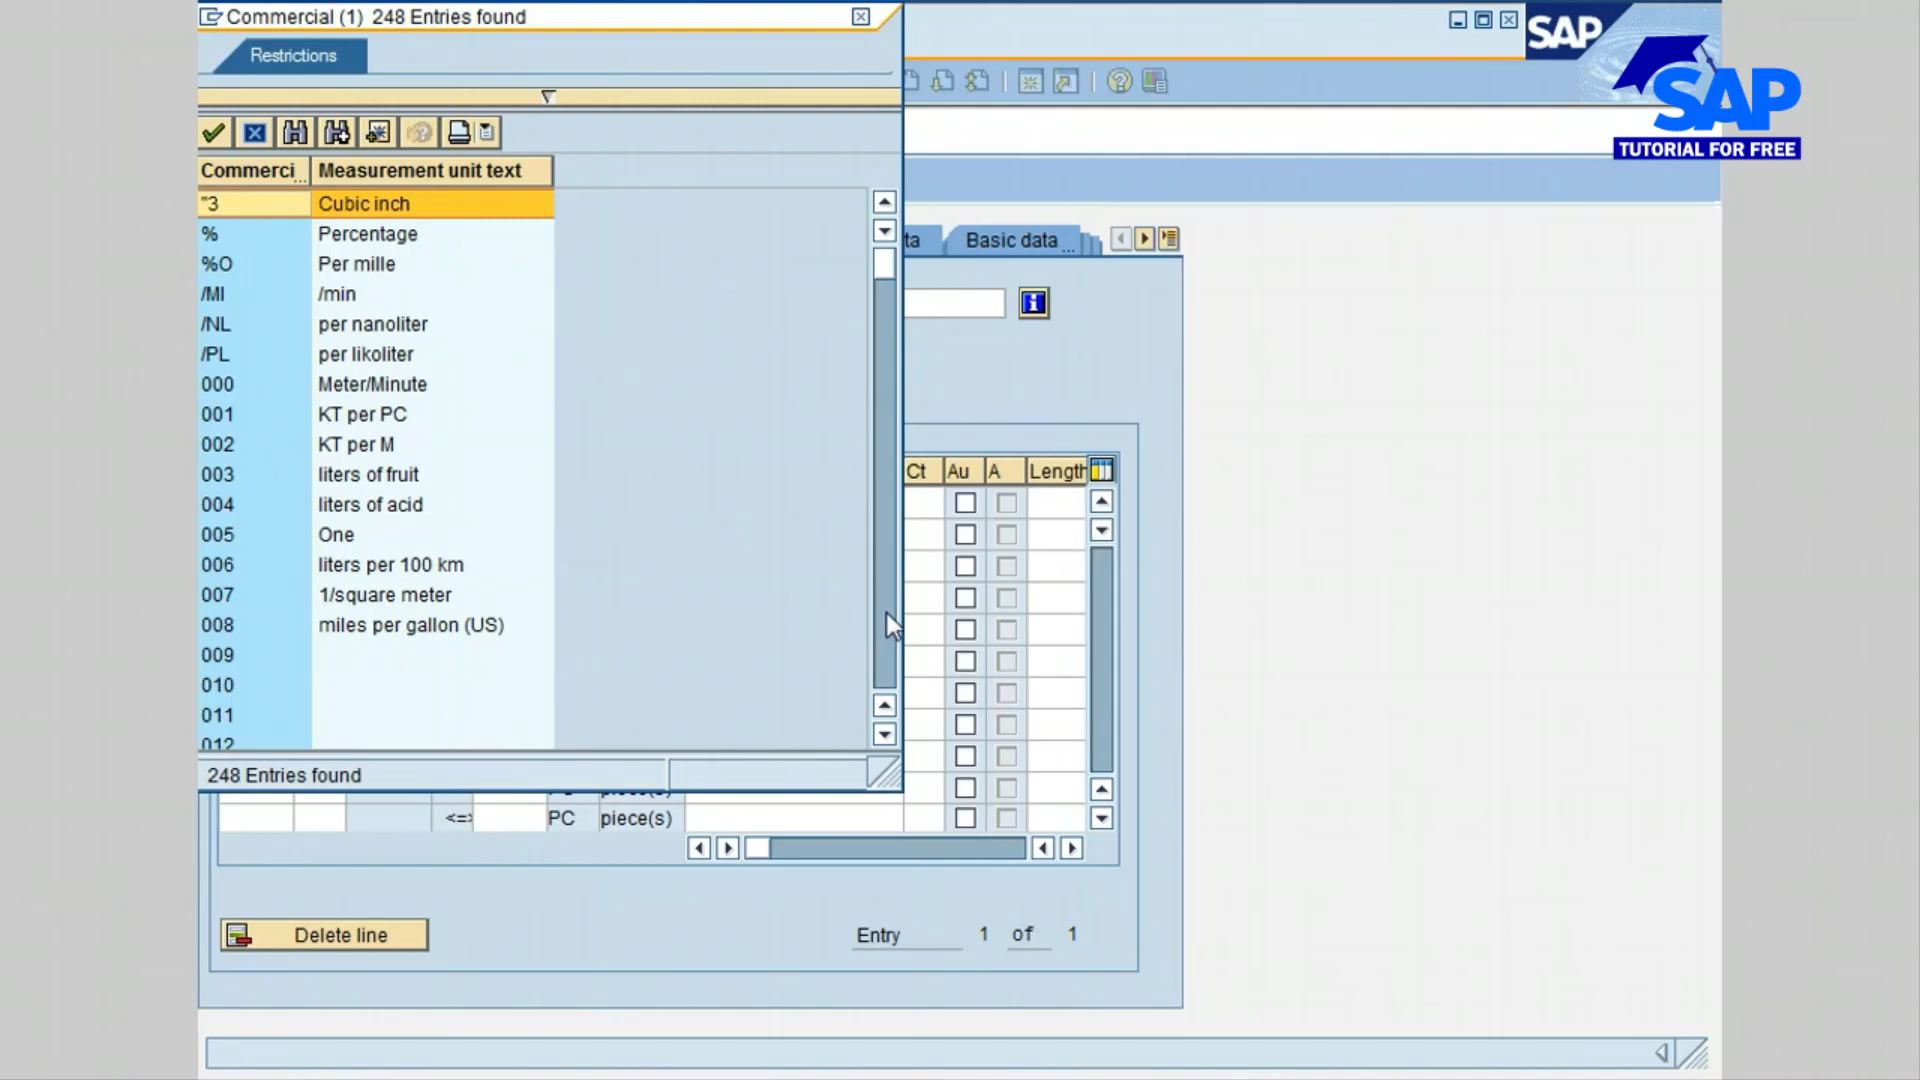 Commercial (1) 248 Entries found
Restrictions
Commerci... Measurement unit text
"3 Cubic inch
% Percentage
%O Per mille
/MI /min
/NL per nanoliter
/PL per likoliter
000 Meter/Minute
001 KT per PC
002 KT per M
003 liters of fruit
004 liters of acid
005 One
006 liters per 100 km
007 1/square meter
008 miles per gallon (US)
009
010
011
012
248 Entries found
SAP
SAP
TUTORIAL FOR FREE
ta Basic data ...
Ct Au A Length
piece(s)
<=> PC piece(s)
Delete line
Entry 1 of 1